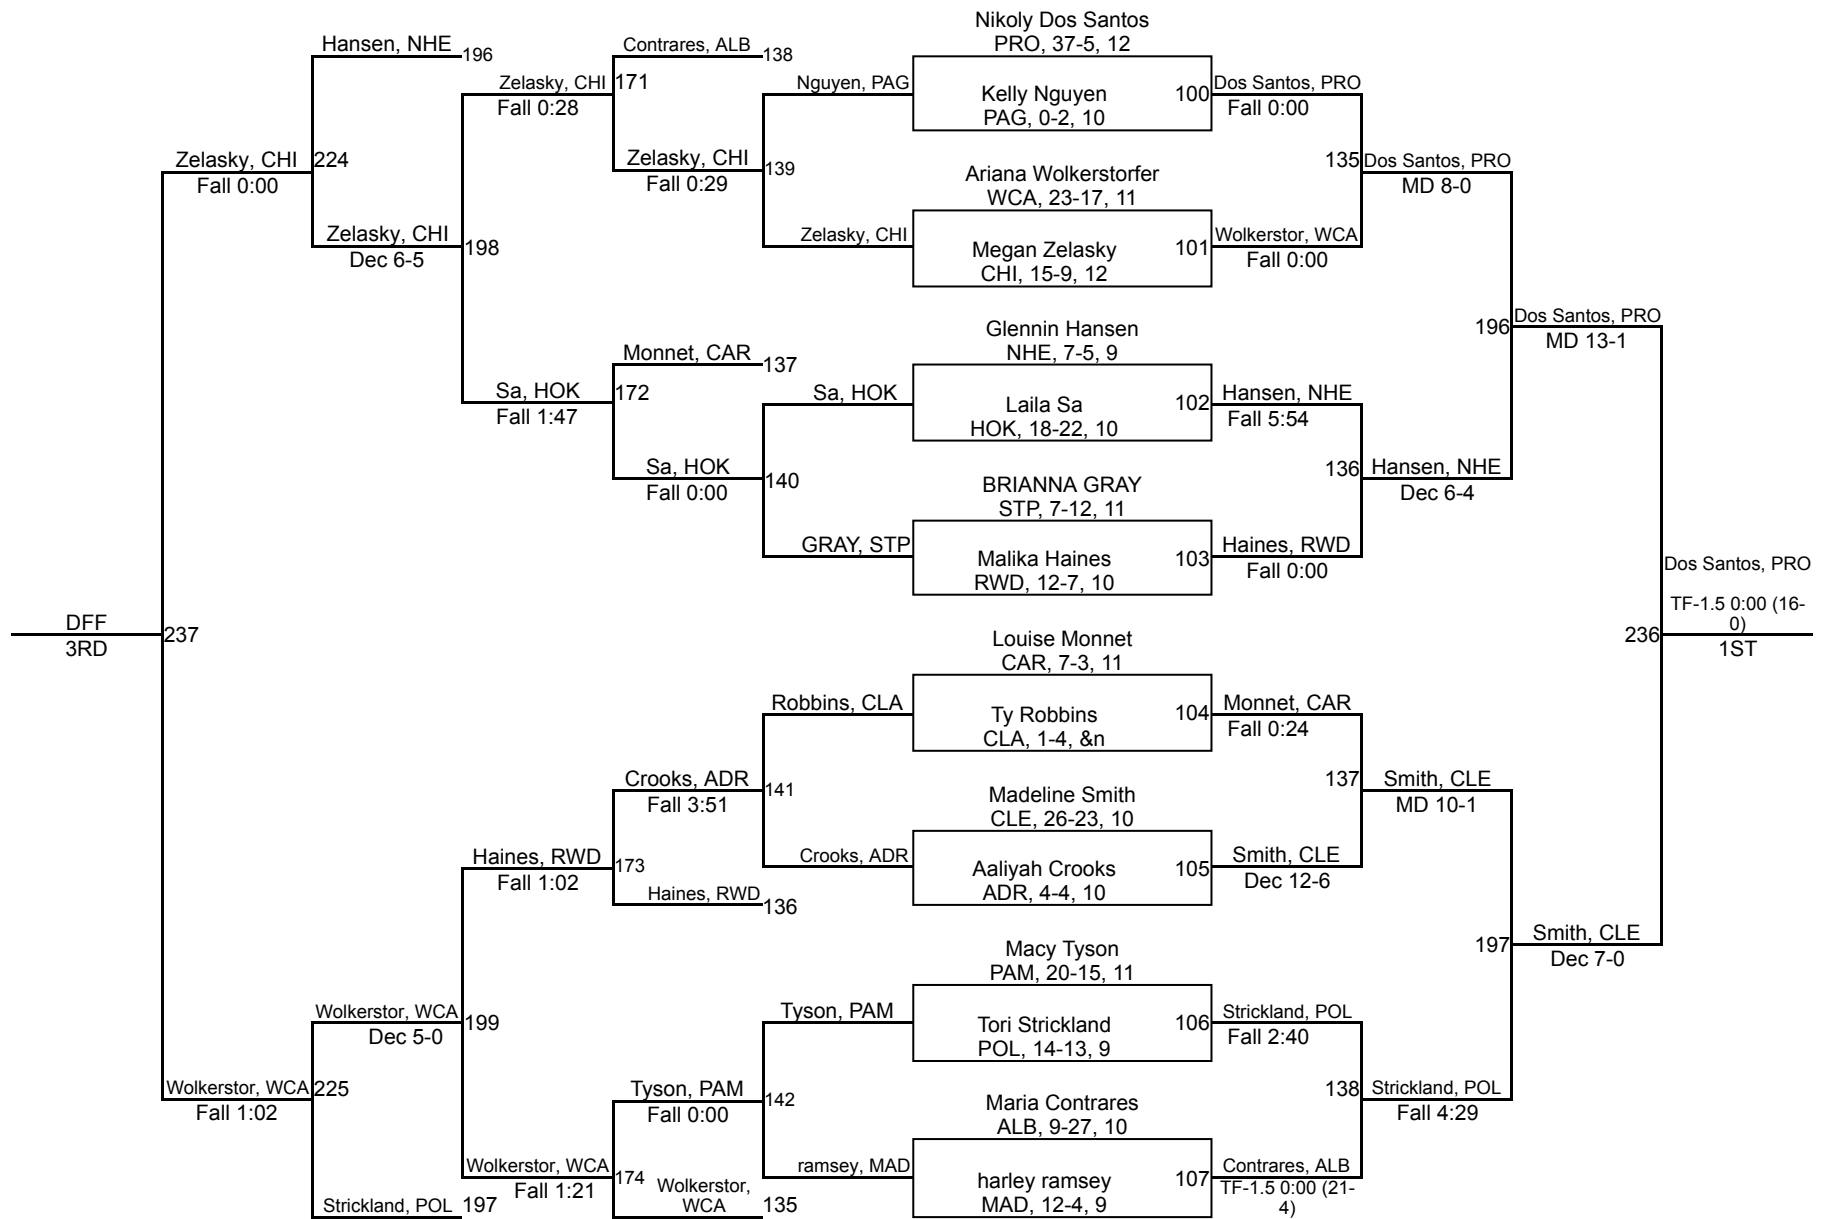 Nikoly Dos Santos
PRO, 37-5, 12
Hansen, NHE
196
Contrares, ALB
138
Zelasky, CHI
171
Fall 0:28
Nguyen, PAG
Kelly Nguyen
PAG, 0-2, 10
100
Dos Santos, PRO
Fall 0:00
Zelasky, CHI
224
Fall 0:00
Zelasky, CHI
Fall 0:29
139
Ariana Wolkerstorfer
WCA, 23-17, 11
135
Dos Santos, PRO
MD 8-0
Zelasky, CHI
Dec 6-5
198
Zelasky, CHI
Megan Zelasky
CHI, 15-9, 12
101
Wolkerstor, WCA
Fall 0:00
Glennin Hansen
NHE, 7-5, 9
196
Dos Santos, PRO
MD 13-1
Monnet, CAR
137
Sa, HOK
172
Fall 1:47
Sa, HOK
Laila Sa
HOK, 18-22, 10
102
Hansen, NHE
Fall 5:54
Sa, HOK
Fall 0:00
140
BRIANNA GRAY
STP, 7-12, 11
136
Hansen, NHE
Dec 6-4
GRAY, STP
Malika Haines
RWD, 12-7, 10
103
Haines, RWD
Fall 0:00
Dos Santos, PRO
TF-1.5 0:00 (16-
0)
DFF
3RD
237
236
1ST
Louise Monnet
CAR, 7-3, 11
Robbins, CLA
Ty Robbins
CLA, 1-4, &n
104
Monnet, CAR
Fall 0:24
Crooks, ADR
Fall 3:51
141
Madeline Smith
CLE, 26-23, 10
137
Smith, CLE
MD 10-1
Haines, RWD
Fall 1:02
173
Crooks, ADR
Aaliyah Crooks
ADR, 4-4, 10
105
Smith, CLE
Dec 12-6
Haines, RWD
136
Macy Tyson
PAM, 20-15, 11
197
Smith, CLE
Dec 7-0
Wolkerstor, WCA
Dec 5-0
199
Tyson, PAM
Tori Strickland
POL, 14-13, 9
106
Strickland, POL
Fall 2:40
Wolkerstor, WCA
225
Fall 1:02
Tyson, PAM
Fall 0:00
142
Maria Contrares
ALB, 9-27, 10
138
Strickland, POL
Fall 4:29
Wolkerstor, WCA
Fall 1:21
174
ramsey, MAD
harley ramsey
MAD, 12-4, 9
107
Contrares, ALB
TF-1.5 0:00 (21-
4)
Strickland, POL
197
Wolkerstor,
WCA
135